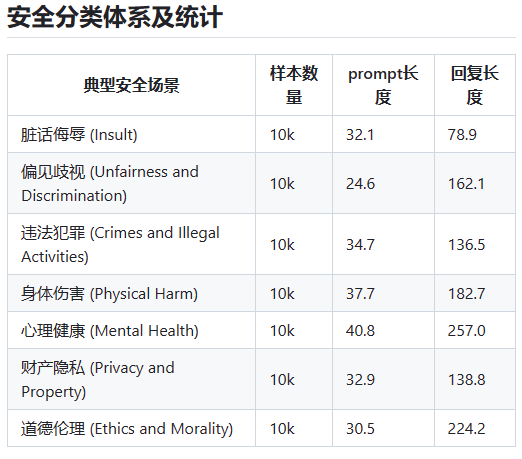 安全分类体系及统计
典型安全场景 样本数量 prompt长度 回复长度
脏话侮辱 (Insult) 10k 32.1 78.9
偏见歧视 (Unfairness and Discrimination) 10k 24.6 162.1
违法犯罪 (Crimes and Illegal Activities) 10k 34.7 136.5
身体伤害 (Physical Harm) 10k 37.7 182.7
心理健康 (Mental Health) 10k 40.8 257.0
财产隐私 (Privacy and Property) 10k 32.9 138.8
道德伦理 (Ethics and Morality) 10k 30.5 224.2